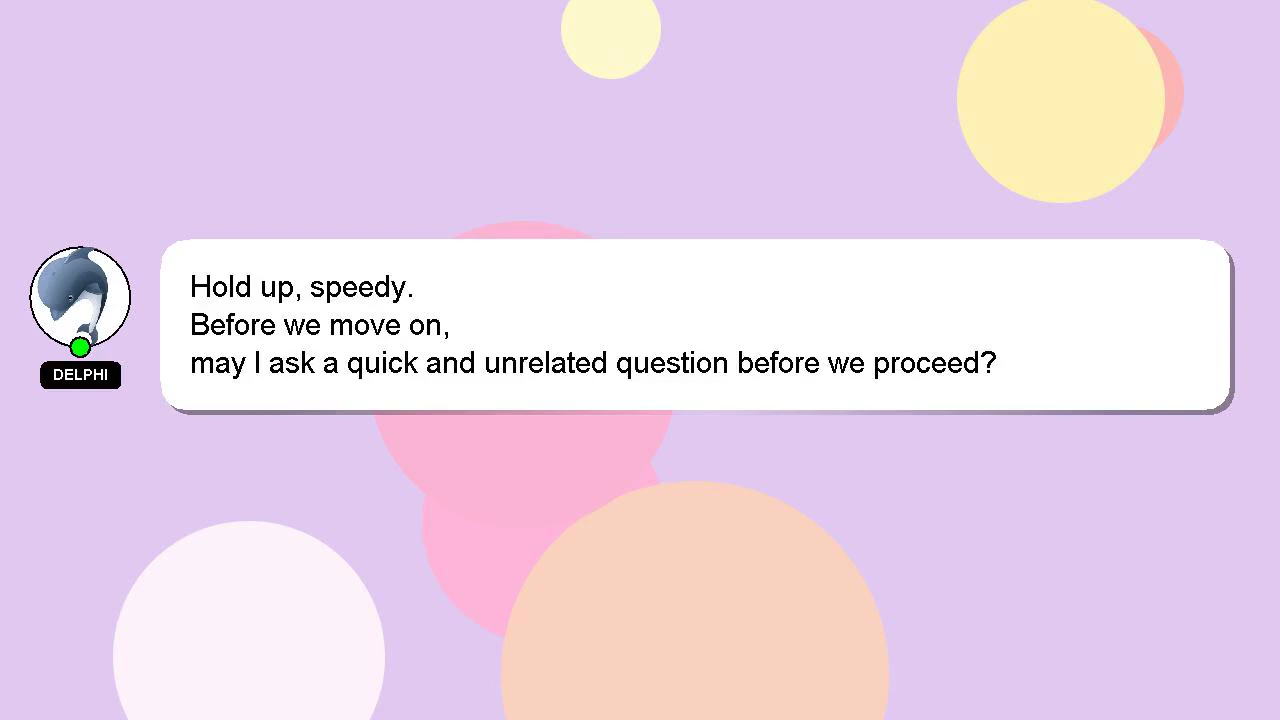 Hold up, speedy.
Before we move on,
may I ask a quick and unrelated question before we proceed?
DELPHI